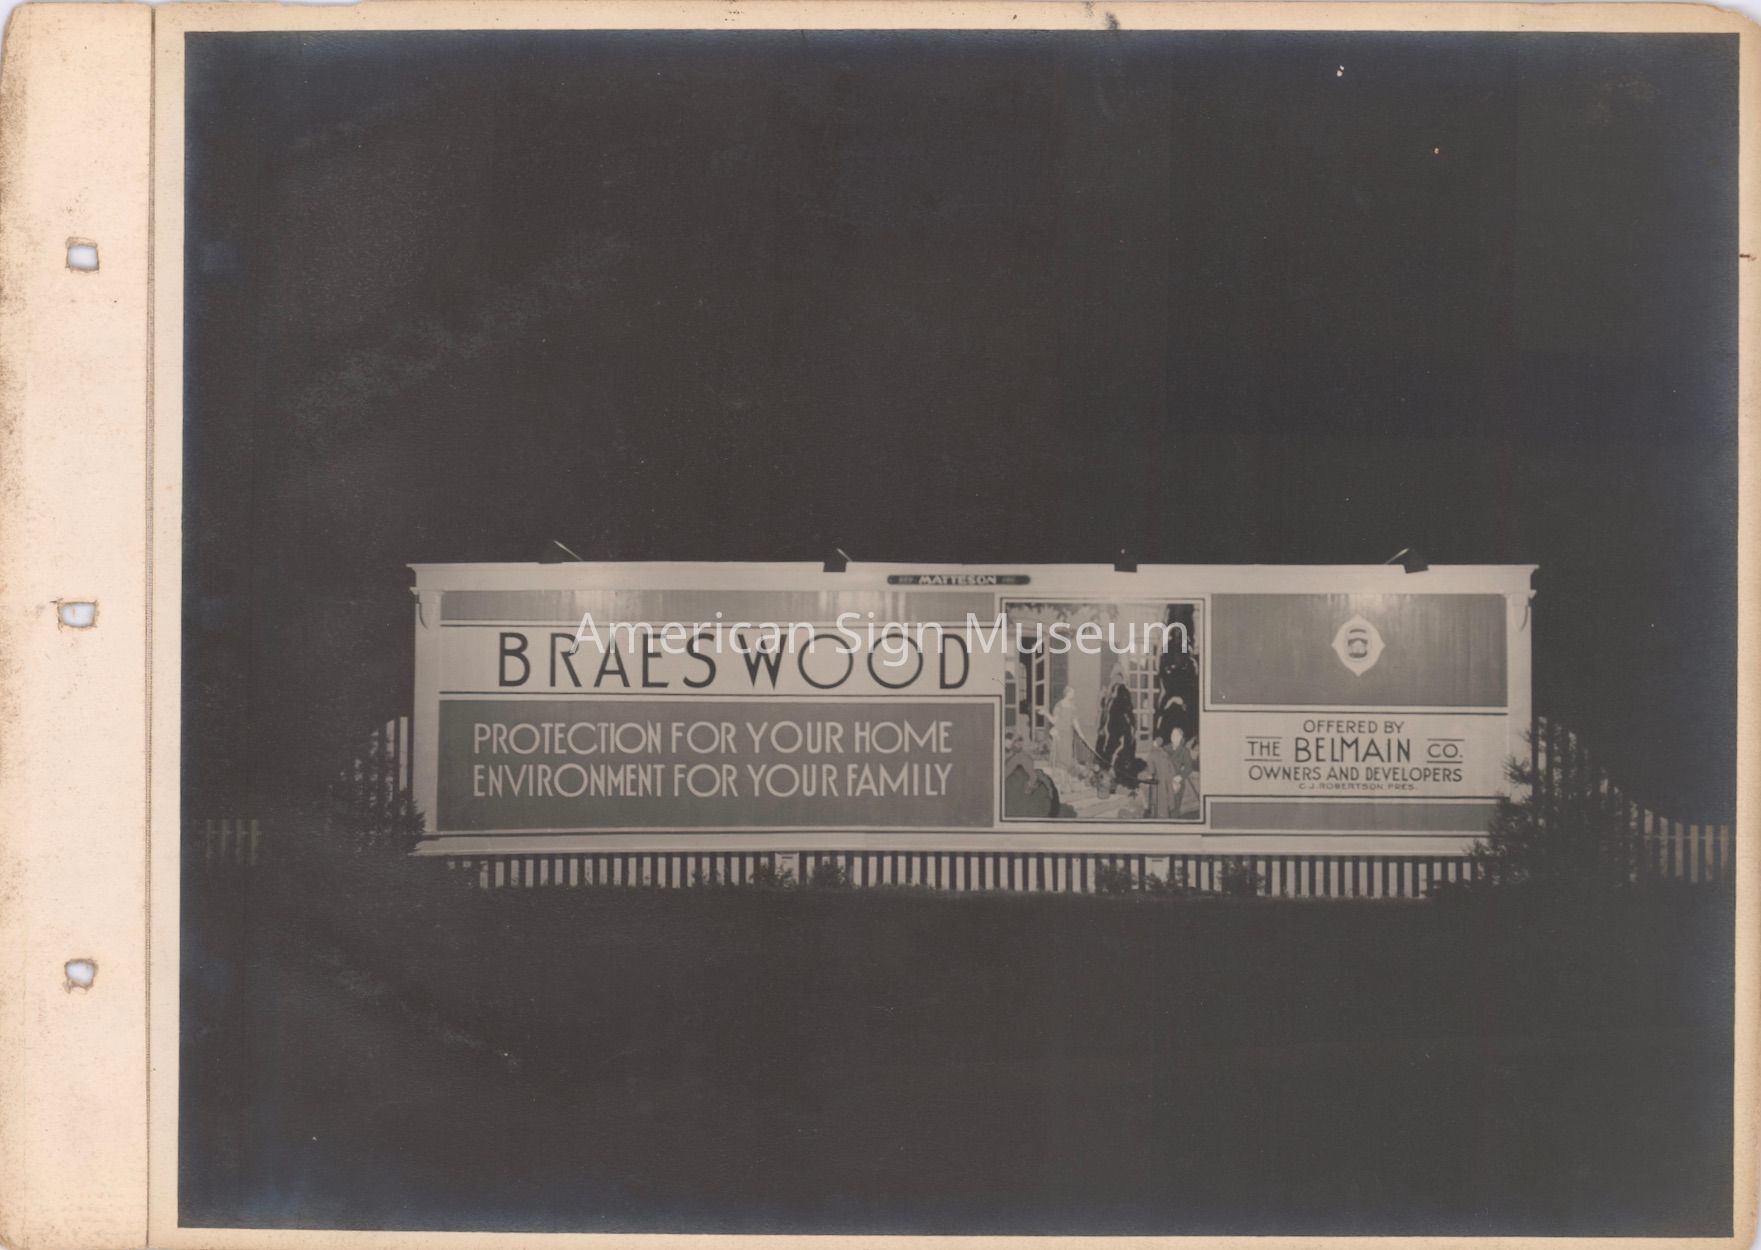 MATTESON
American Sign Museum
BRAESWOOD
PROTECTION FOR YOUR HOME
ENVIRONMENT FOR YOUR FAMILY
OFFERED BY
THE BELMAIN CO.
OWNERS AND DEVELOPERS
C. J. ROBERTSON, PRES.